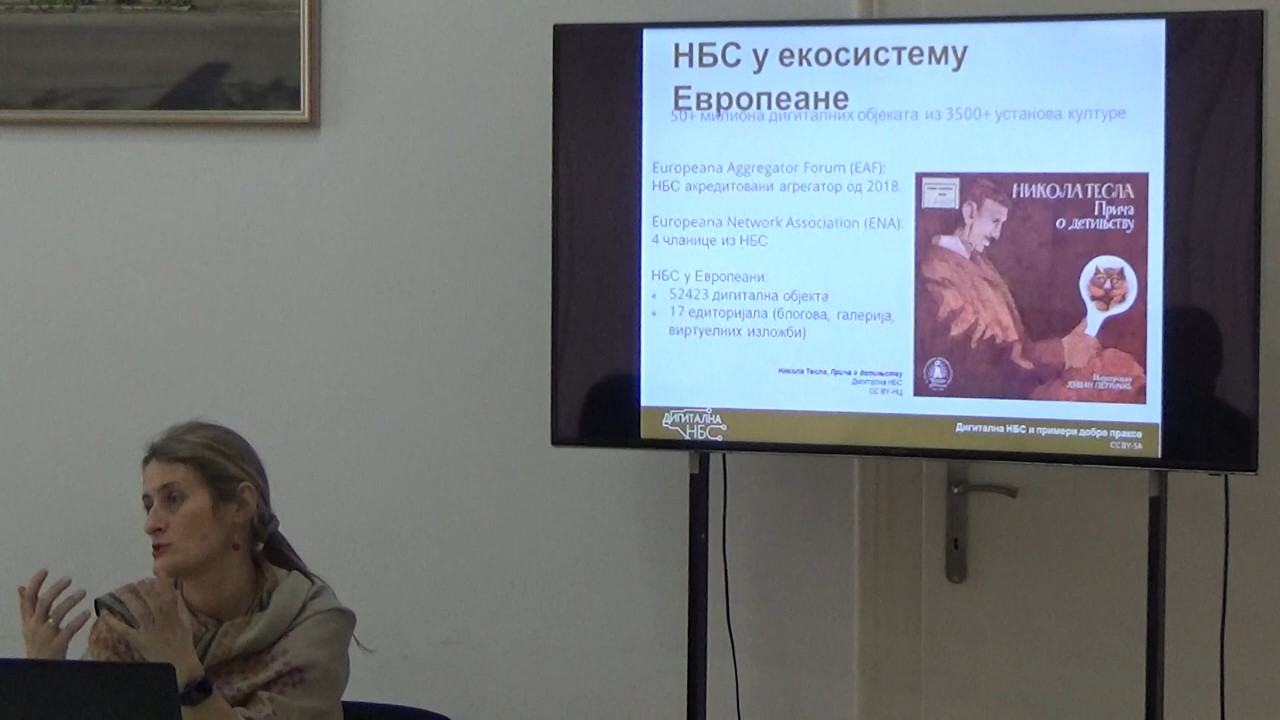 НБС у екосистему
Европеане
50+ милиона дигиталних објеката из 3500+ установа културе
Europeana Aggregator Forum (EAF):
НБС акредитовани агрегатор од 2018.
Europeana Network Association (ENA):
4 чланице из НБС
НБС у Европеани:
• 52423 дигитална објекта
• 17 едиторијала (блогова, галерија,
виртуелних изложби)
НИКОЛА ТЕСЛА
Прича
о детињству
Никола Тесла, Прича о детињству
Дигитална НБС
CC BY-НЦ
ДИГИТАЛНА
НБС
Дигитална НБС и примери добре праксе
CC BY-SA